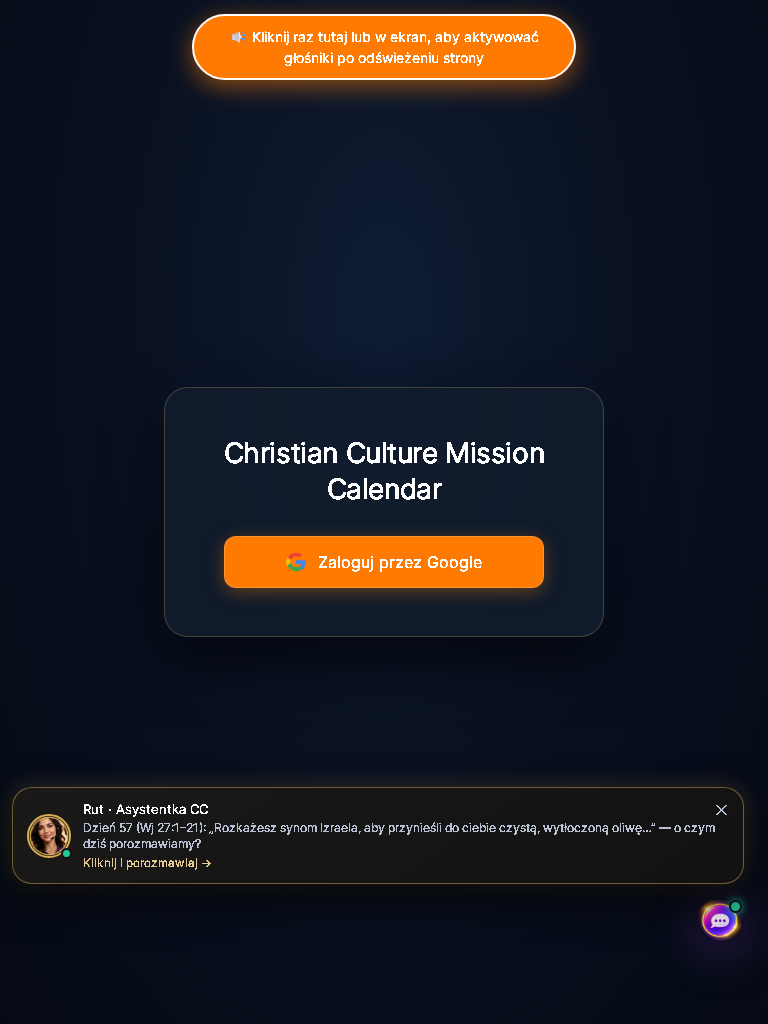 Kliknij raz tutaj lub w ekran, aby aktywować
głośniki po odświeżeniu strony
Christian Culture Mission
Calendar
Zaloguj przez Google
Rut · Asystentka CC
Dzień 57 (Wj 27:1–21): „Rozkażesz synom Izraela, aby przynieśli do ciebie czystą, wytłoczoną oliwę…” — o czym
dziś porozmawiamy?
Kliknij i porozmawiaj →